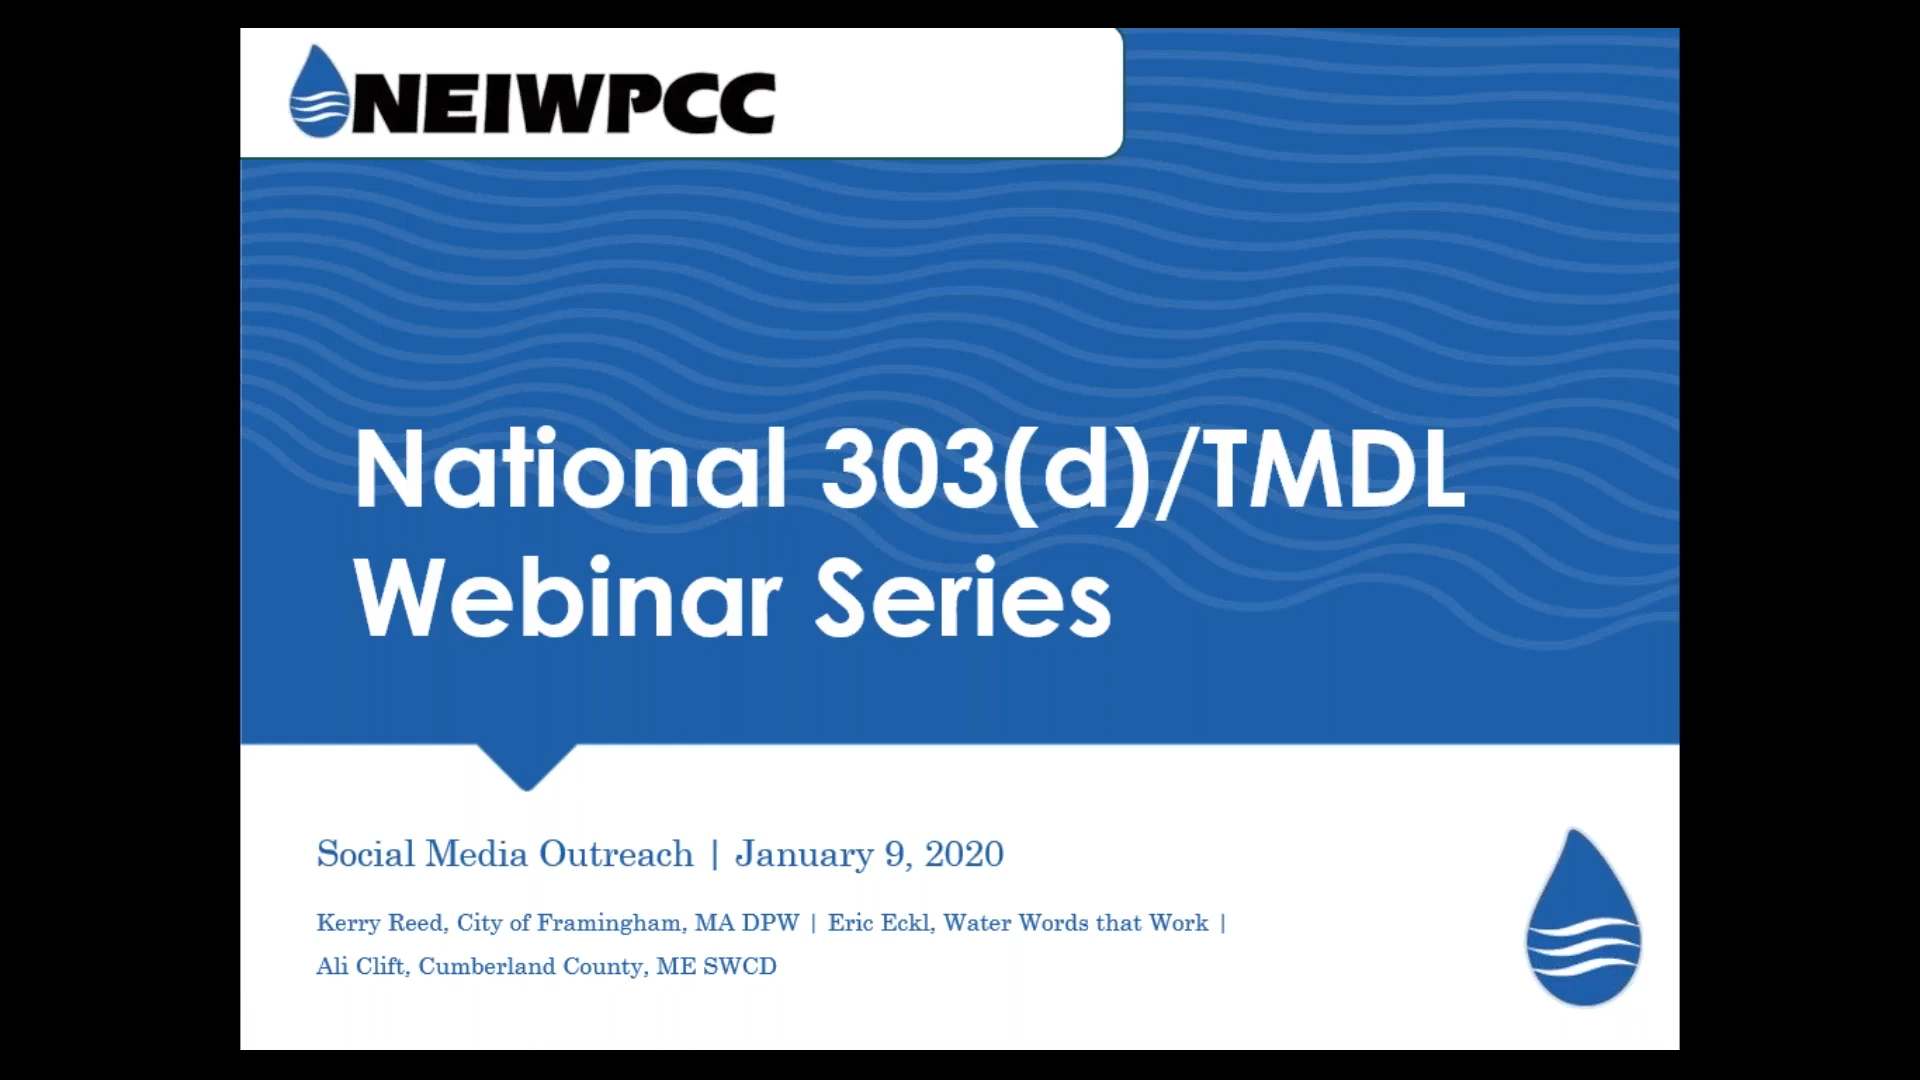 NEIWPCC
National 303(d)/TMDL
Webinar Series
Social Media Outreach | January 9, 2020
Kerry Reed, City of Framingham, MA DPW | Eric Eckl, Water Words that Work |
Ali Clift, Cumberland County, ME SWCD